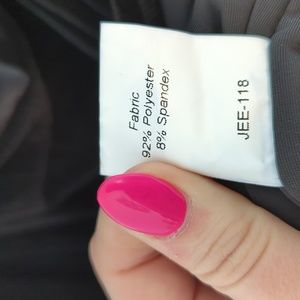 Fabric
92% Polyester
8% Spandex
JEE-118